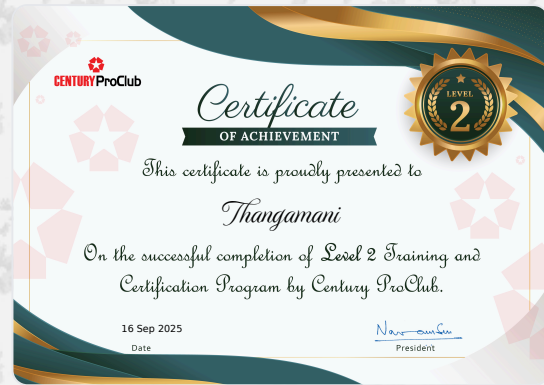 CENTURY ProClub
Certificate
OF ACHIEVEMENT
LEVEL
2
This certificate is proudly presented to
Thangamani
On the successful completion of Level 2 Training and
Certification Program by Century ProClub.
16 Sep 2025
Date
President